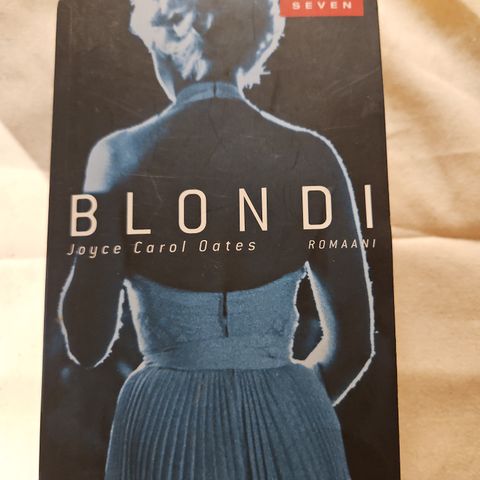 SEVEN
BLONDI
Joyce Carol Oates ROMAANI